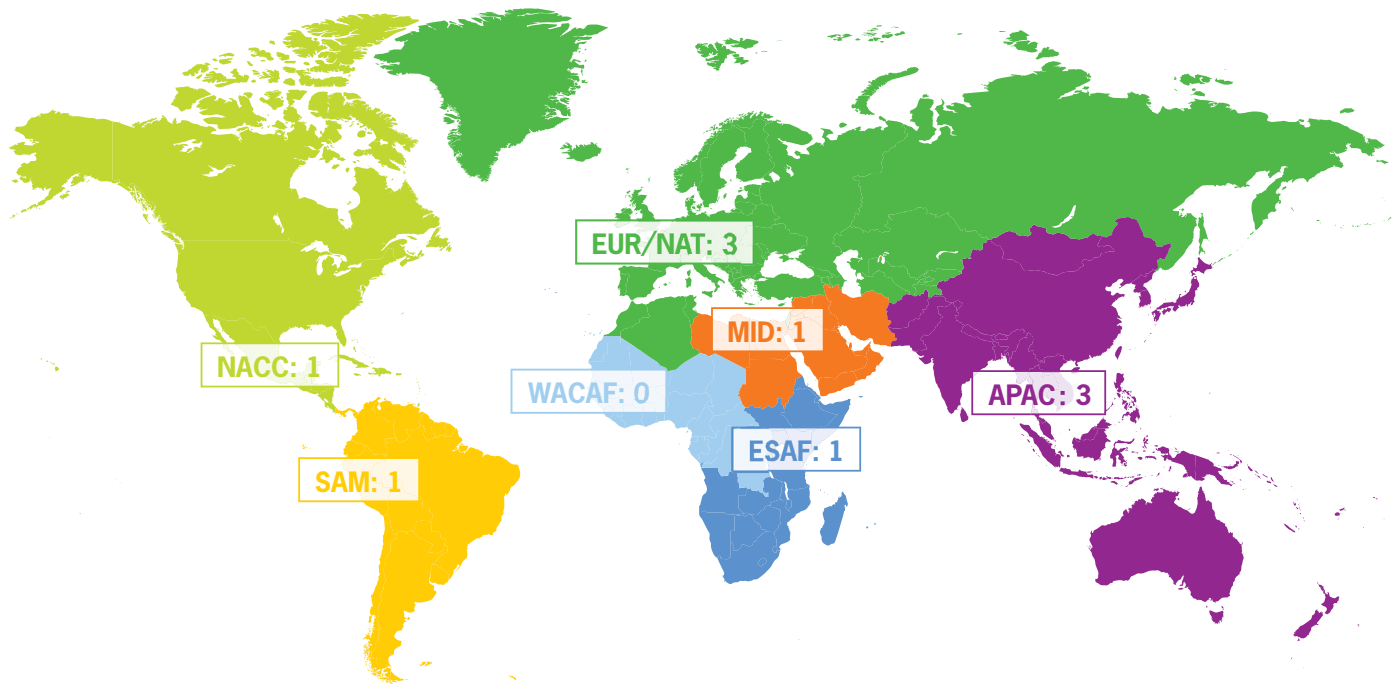 EUR/NAT: 3
MID: 1
NACC: 1
WACAF: 0
APAC: 3
ESAF: 1
SAM: 1